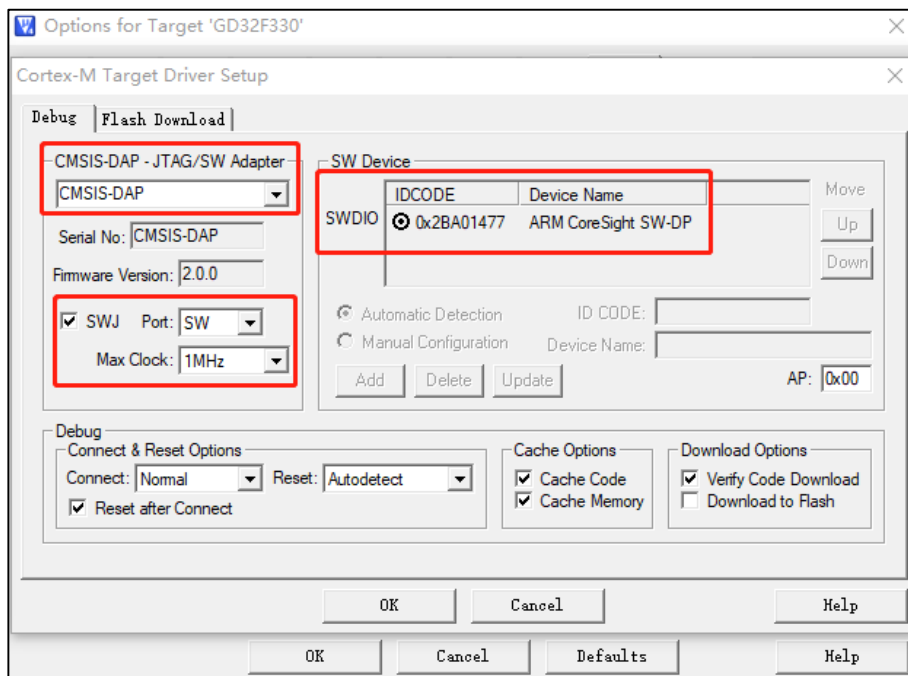 Options for Target 'GD32F330'
Cortex-M Target Driver Setup
Debug Flash Download
CMSIS-DAP - JTAG/SW Adapter
CMSIS-DAP
Serial No: CMSIS-DAP
Firmware Version: 2.0.0
SWJ Port: SW
Max Clock: 1MHz
SW Device
IDCODE Device Name
SWDIO 0x2BA01477 ARM CoreSight SW-DP
Move
Up
Down
Automatic Detection ID CODE:
Manual Configuration Device Name:
Add Delete Update AP: 0x00
Debug
Connect & Reset Options
Connect: Normal Reset: Autodetect
Reset after Connect
Cache Options
Cache Code
Cache Memory
Download Options
Verify Code Download
Download to Flash
OK Cancel Help
OK Cancel Defaults Help